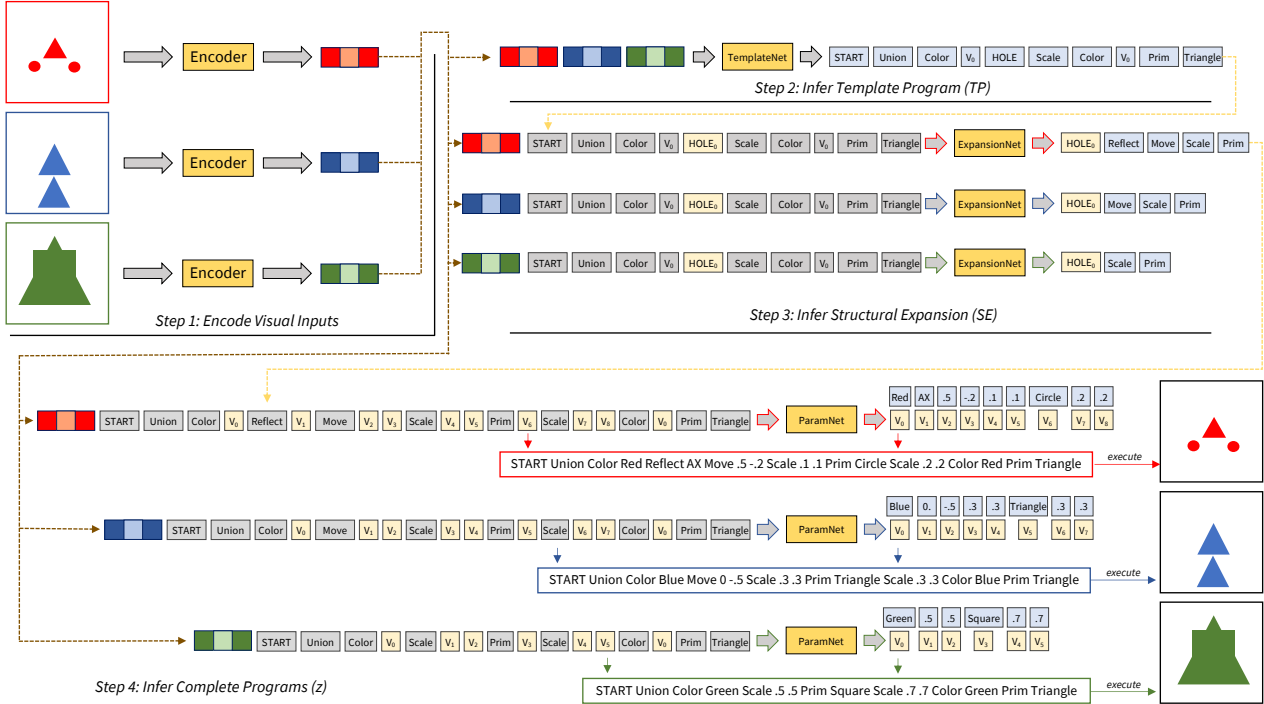 Encoder
Encoder
Encoder
Step 1: Encode Visual Inputs
TemplateNet START Union Color V₀ HOLE Scale Color V₀ Prim Triangle
Step 2: Infer Template Program (TP)
START Union Color V₀ HOLE₀ Scale Color V₀ Prim Triangle ExpansionNet HOLE₀ Reflect Move Scale Prim
START Union Color V₀ HOLE₀ Scale Color V₀ Prim Triangle ExpansionNet HOLE₀ Move Scale Prim
START Union Color V₀ HOLE₀ Scale Color V₀ Prim Triangle ExpansionNet HOLE₀ Scale Prim
Step 3: Infer Structural Expansion (SE)
Red AX .5 -.2 .1 .1 Circle .2 .2
START Union Color V₀ Reflect V₁ Move V₂ V₃ Scale V₄ V₅ Prim V₆ Scale V₇ V₈ Color V₀ Prim Triangle ParamNet V₀ V₁ V₂ V₃ V₄ V₅ V₆ V₇ V₈
START Union Color Red Reflect AX Move .5 -.2 Scale .1 .1 Prim Circle Scale .2 .2 Color Red Prim Triangle execute
Blue 0. -.5 .3 .3 Triangle .3 .3
START Union Color V₀ Move V₁ V₂ Scale V₃ V₄ Prim V₅ Scale V₆ V₇ Color V₀ Prim Triangle ParamNet V₀ V₁ V₂ V₃ V₄ V₅ V₆ V₇
START Union Color Blue Move 0 -.5 Scale .3 .3 Prim Triangle Scale .3 .3 Color Blue Prim Triangle execute
Green .5 .5 Square .7 .7
START Union Color V₀ Scale V₁ V₂ Prim V₃ Scale V₄ V₅ Color V₀ Prim Triangle ParamNet V₀ V₁ V₂ V₃ V₄ V₅
START Union Color Green Scale .5 .5 Prim Square Scale .7 .7 Color Green Prim Triangle execute
Step 4: Infer Complete Programs (z)